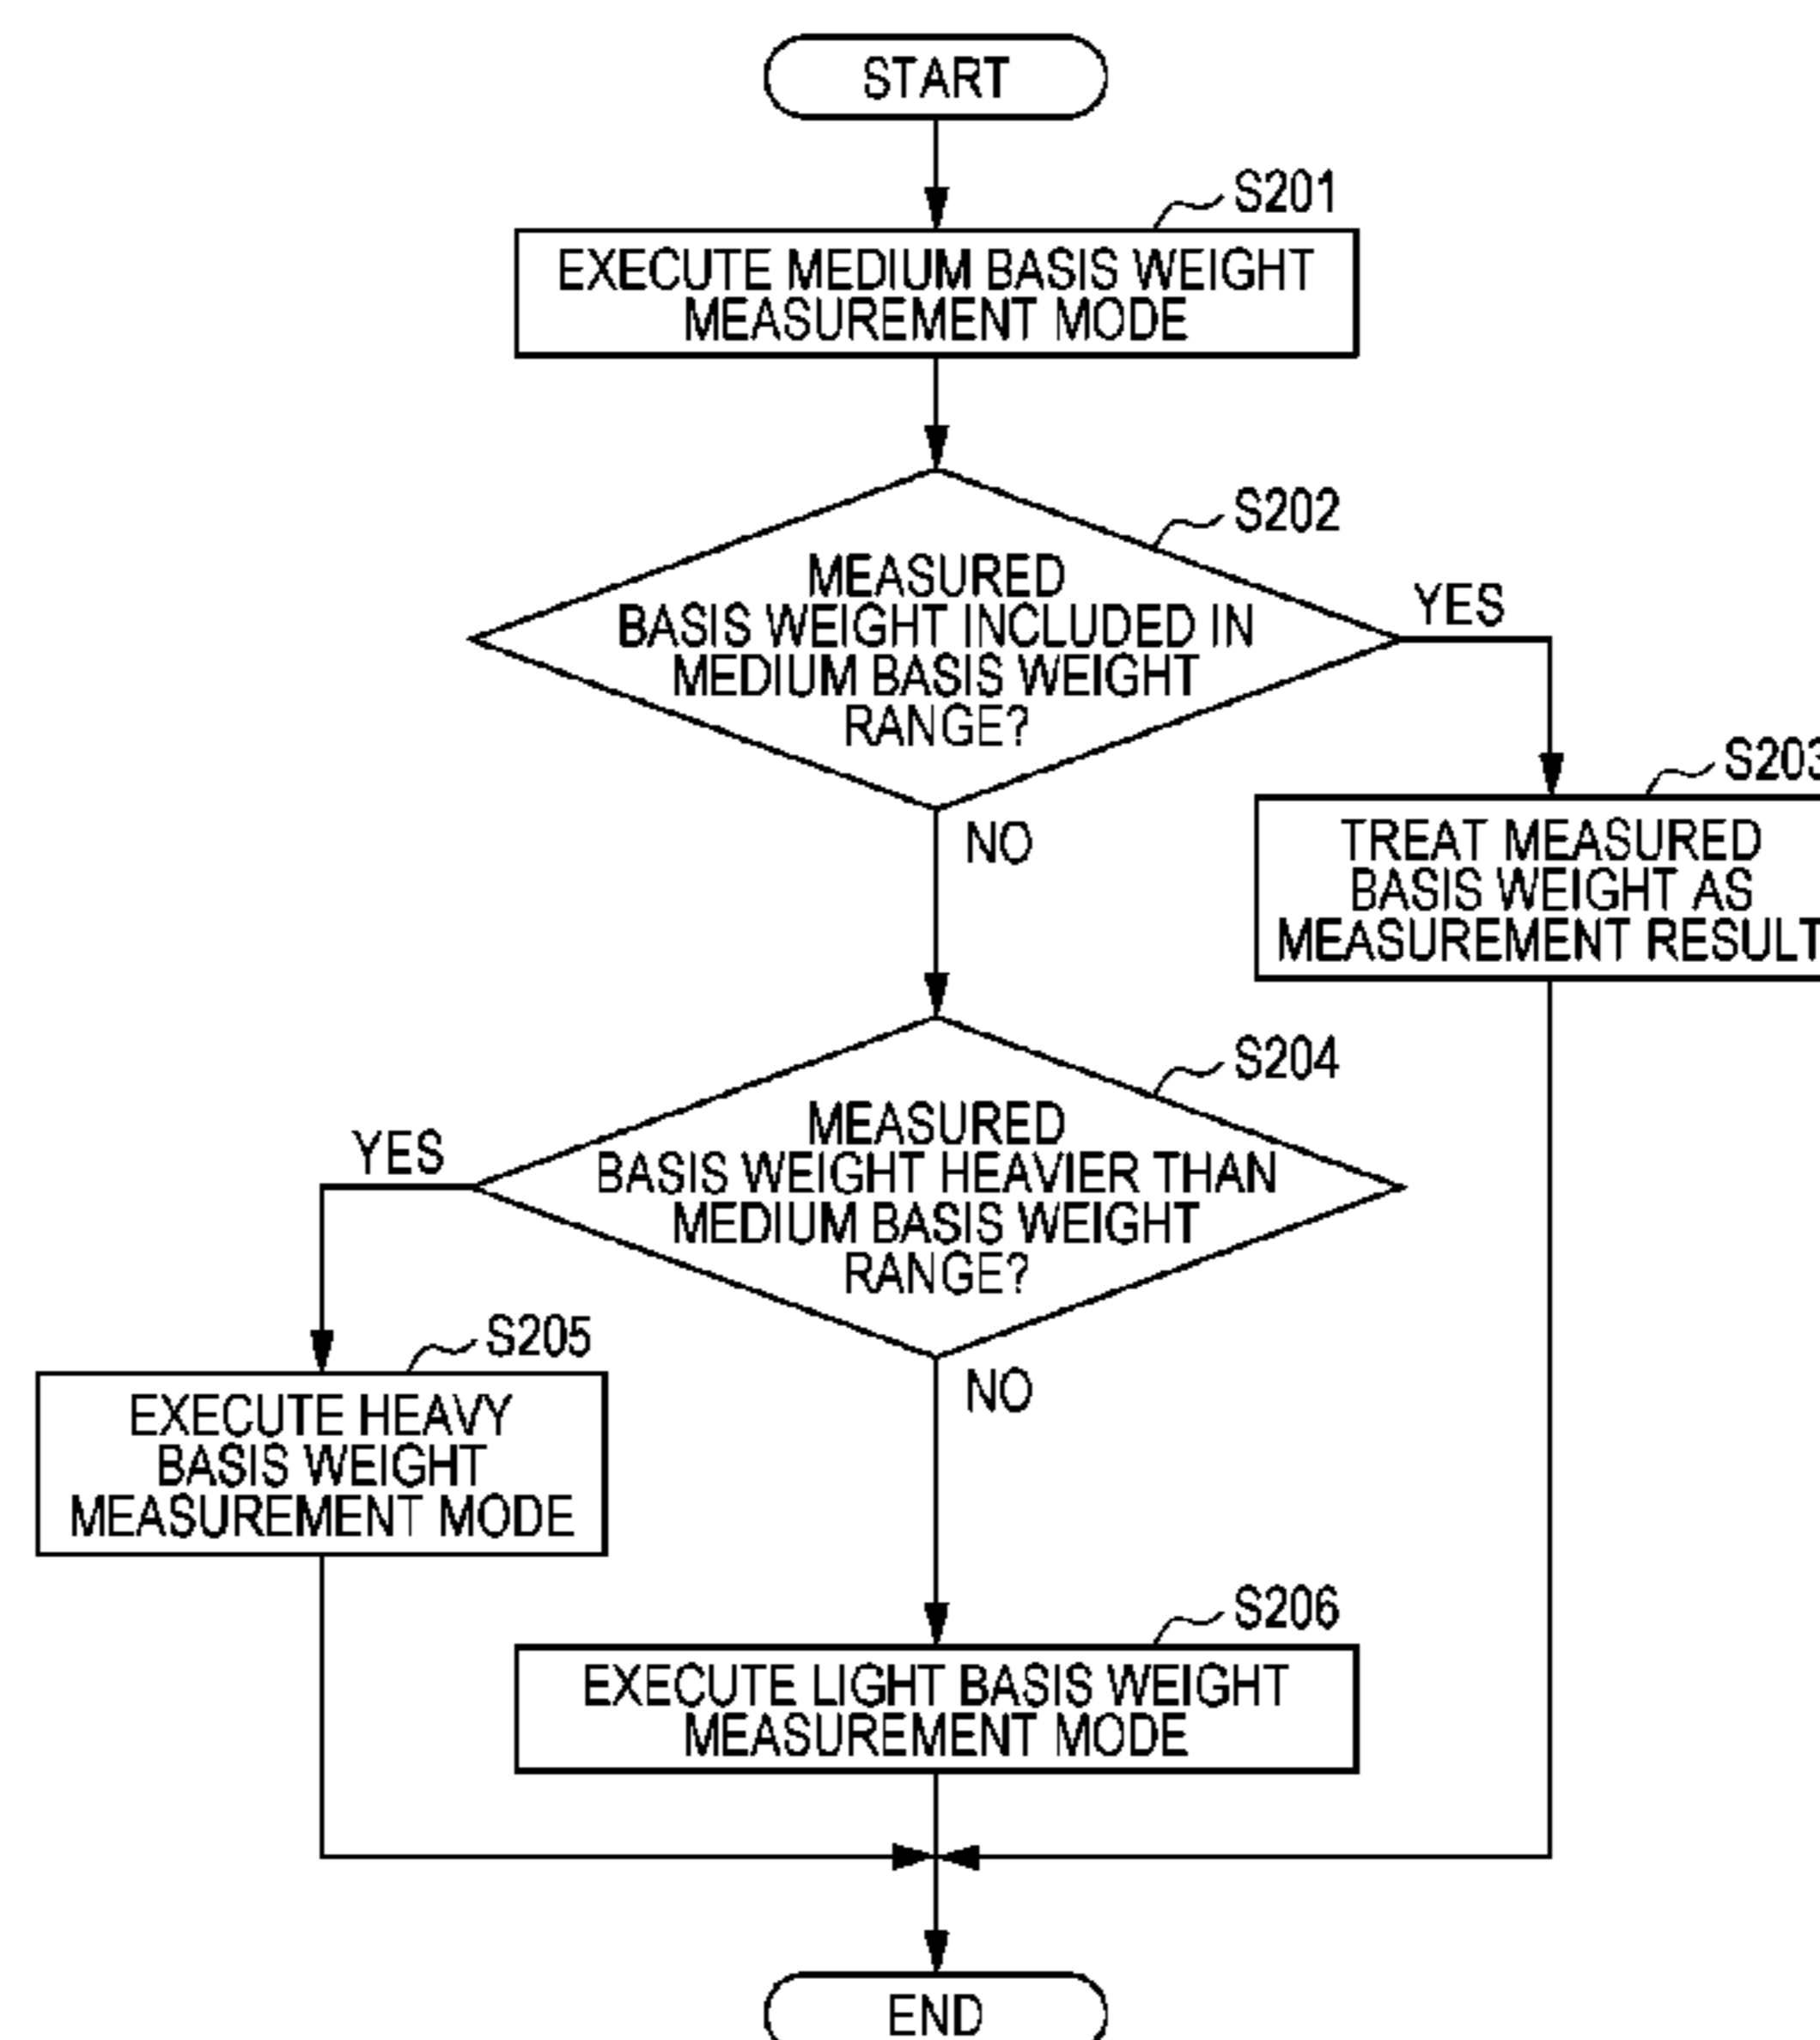 START
S201
EXECUTE MEDIUM BASIS WEIGHT
MEASUREMENT MODE
S202
MEASURED
BASIS WEIGHT INCLUDED IN
MEDIUM BASIS WEIGHT
RANGE?
YES
NO
S203
TREAT MEASURED
BASIS WEIGHT AS
MEASUREMENT RESULT
S204
MEASURED
BASIS WEIGHT HEAVIER THAN
MEDIUM BASIS WEIGHT
RANGE?
YES
NO
S205
EXECUTE HEAVY
BASIS WEIGHT
MEASUREMENT MODE
S206
EXECUTE LIGHT BASIS WEIGHT
MEASUREMENT MODE
END